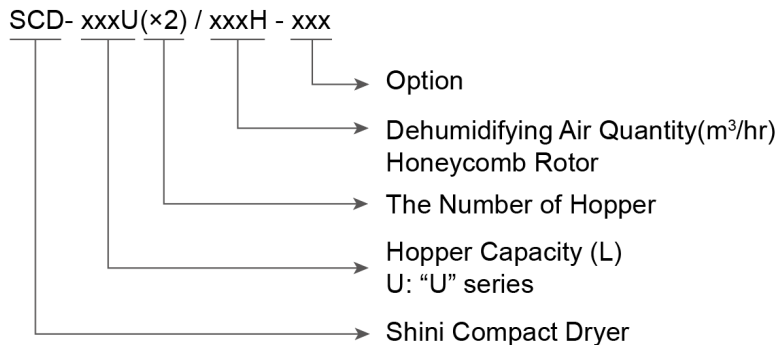 SCD- xxxU(×2) / xxxH - xxx
Option
Dehumidifying Air Quantity(m³/hr)
Honeycomb Rotor
The Number of Hopper
Hopper Capacity (L)
U: “U” series
Shini Compact Dryer